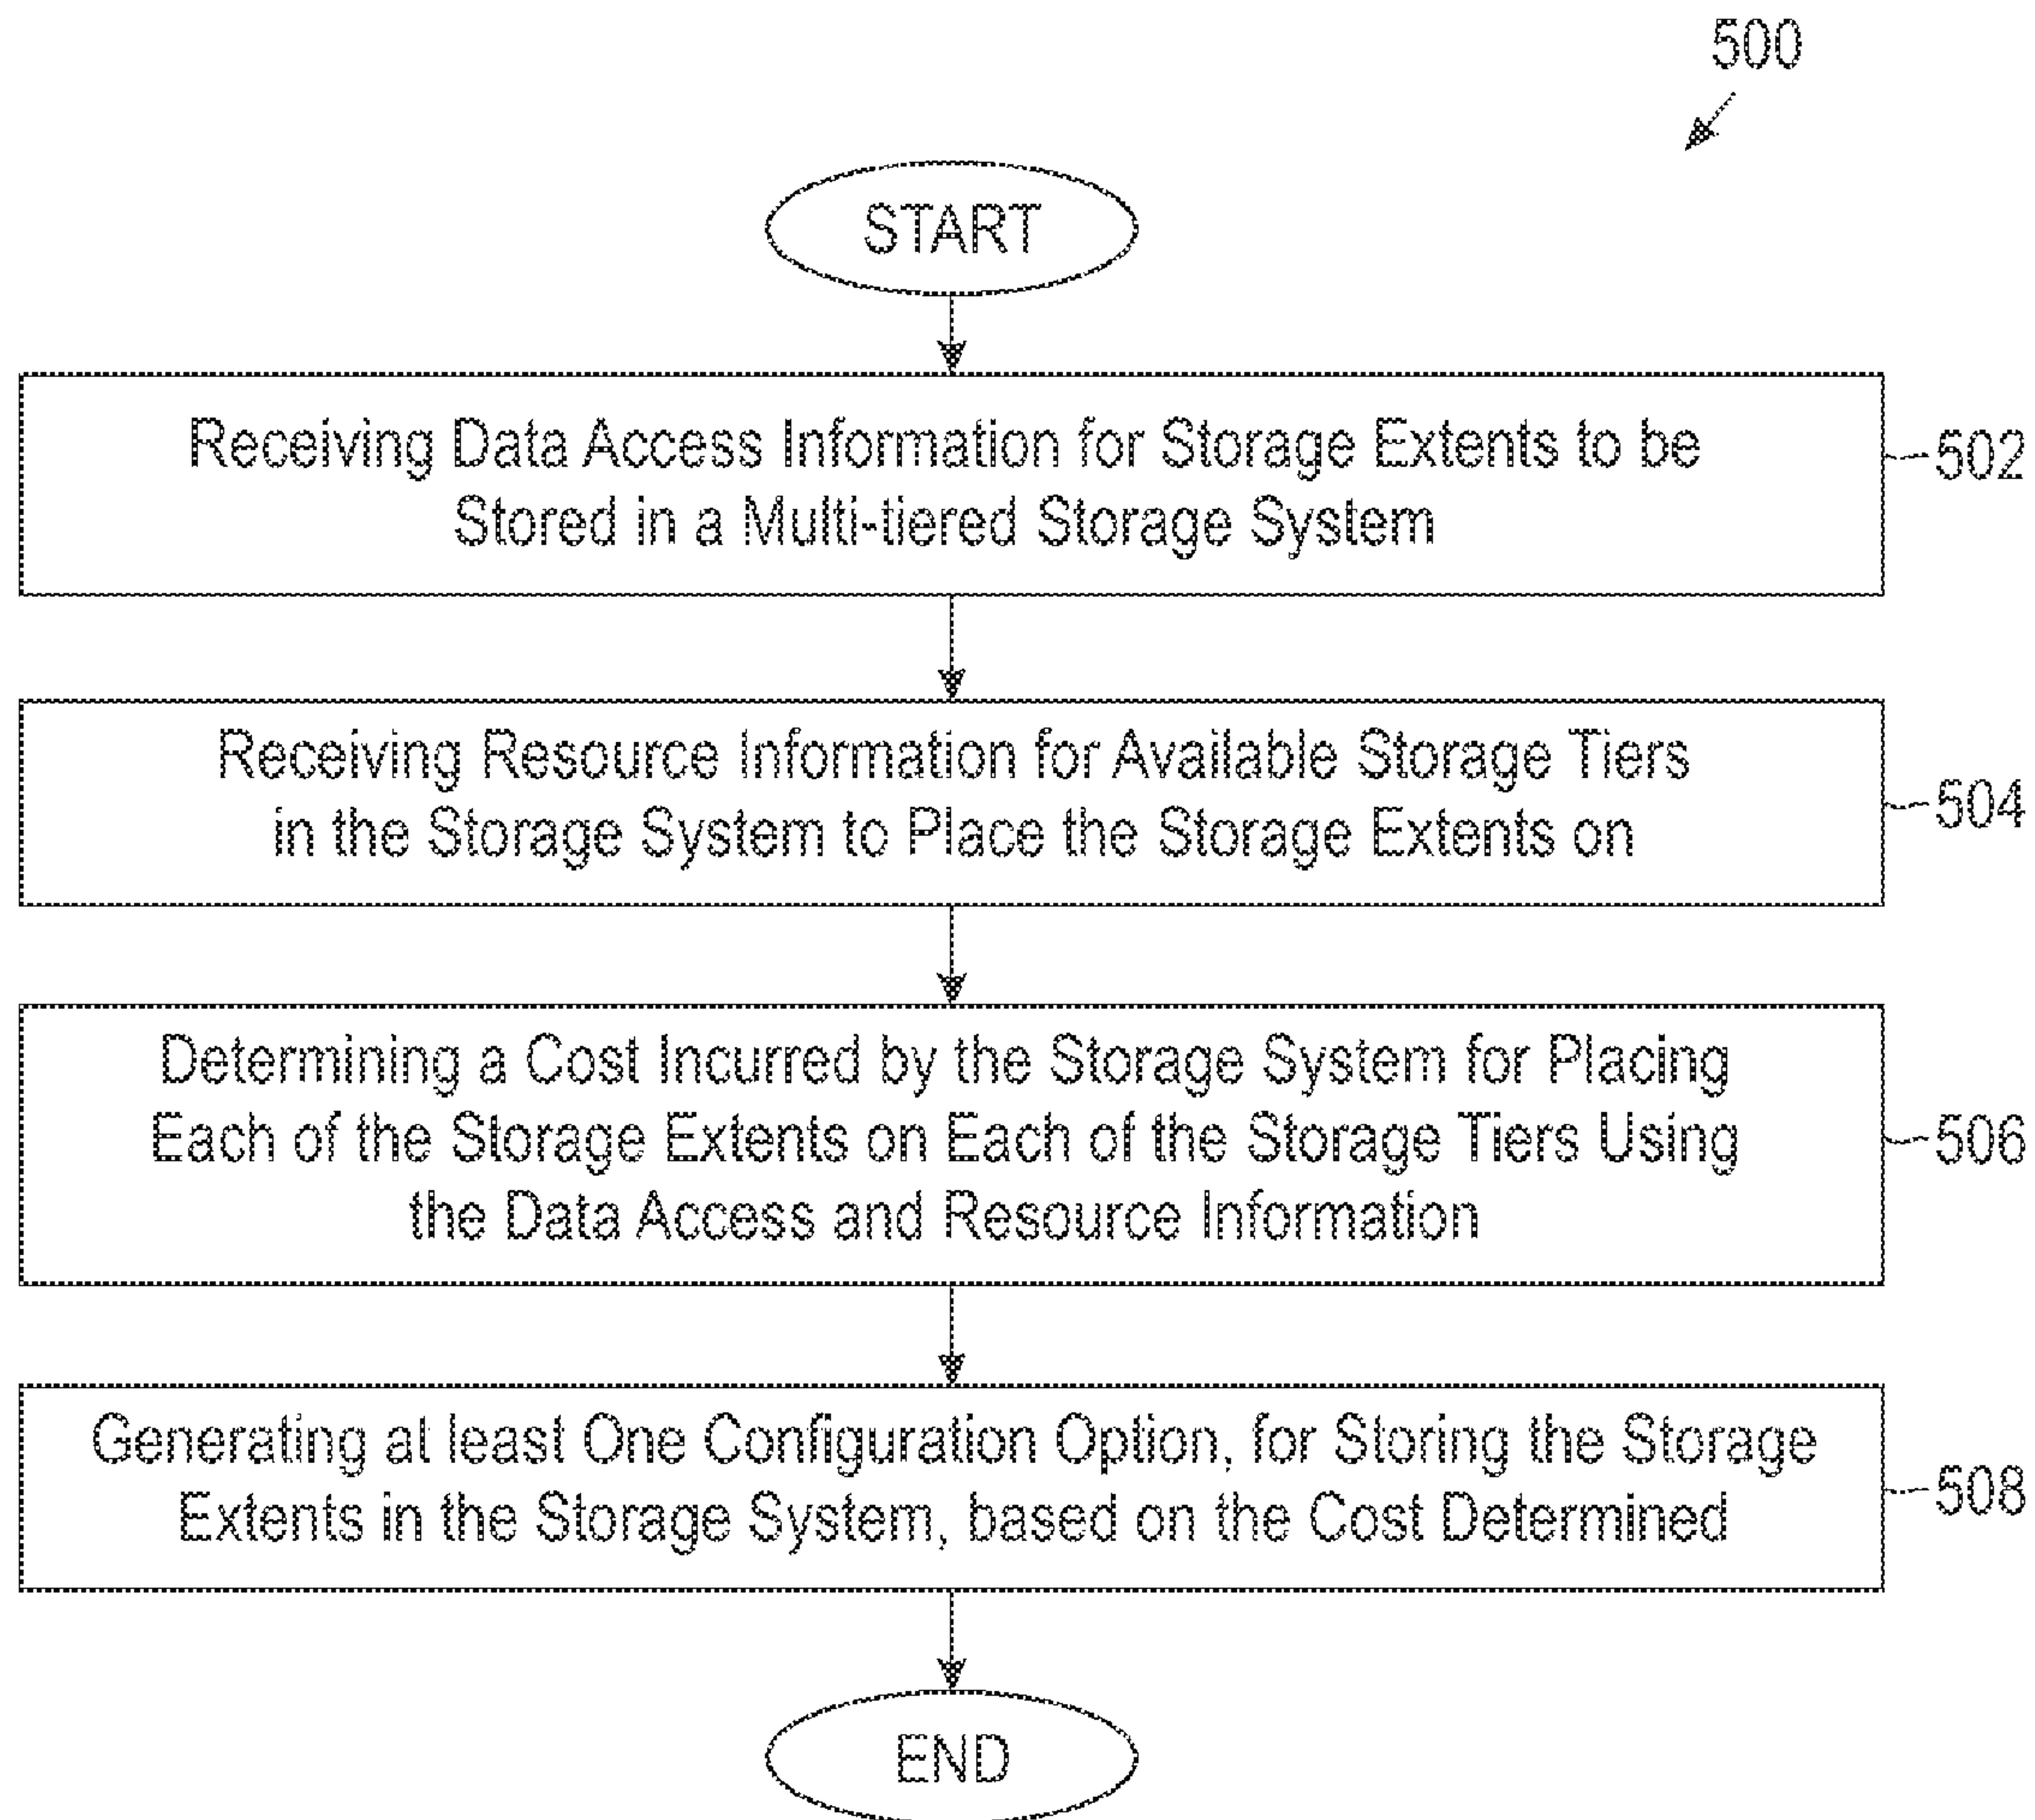 500
START
Receiving Data Access Information for Storage Extents to be
Stored in a Multi-tiered Storage System
502
Receiving Resource Information for Available Storage Tiers
in the Storage System to Place the Storage Extents on
504
Determining a Cost Incurred by the Storage System for Placing
Each of the Storage Extents on Each of the Storage Tiers Using
the Data Access and Resource Information
506
Generating at least One Configuration Option, for Storing the Storage
Extents in the Storage System, based on the Cost Determined
508
END